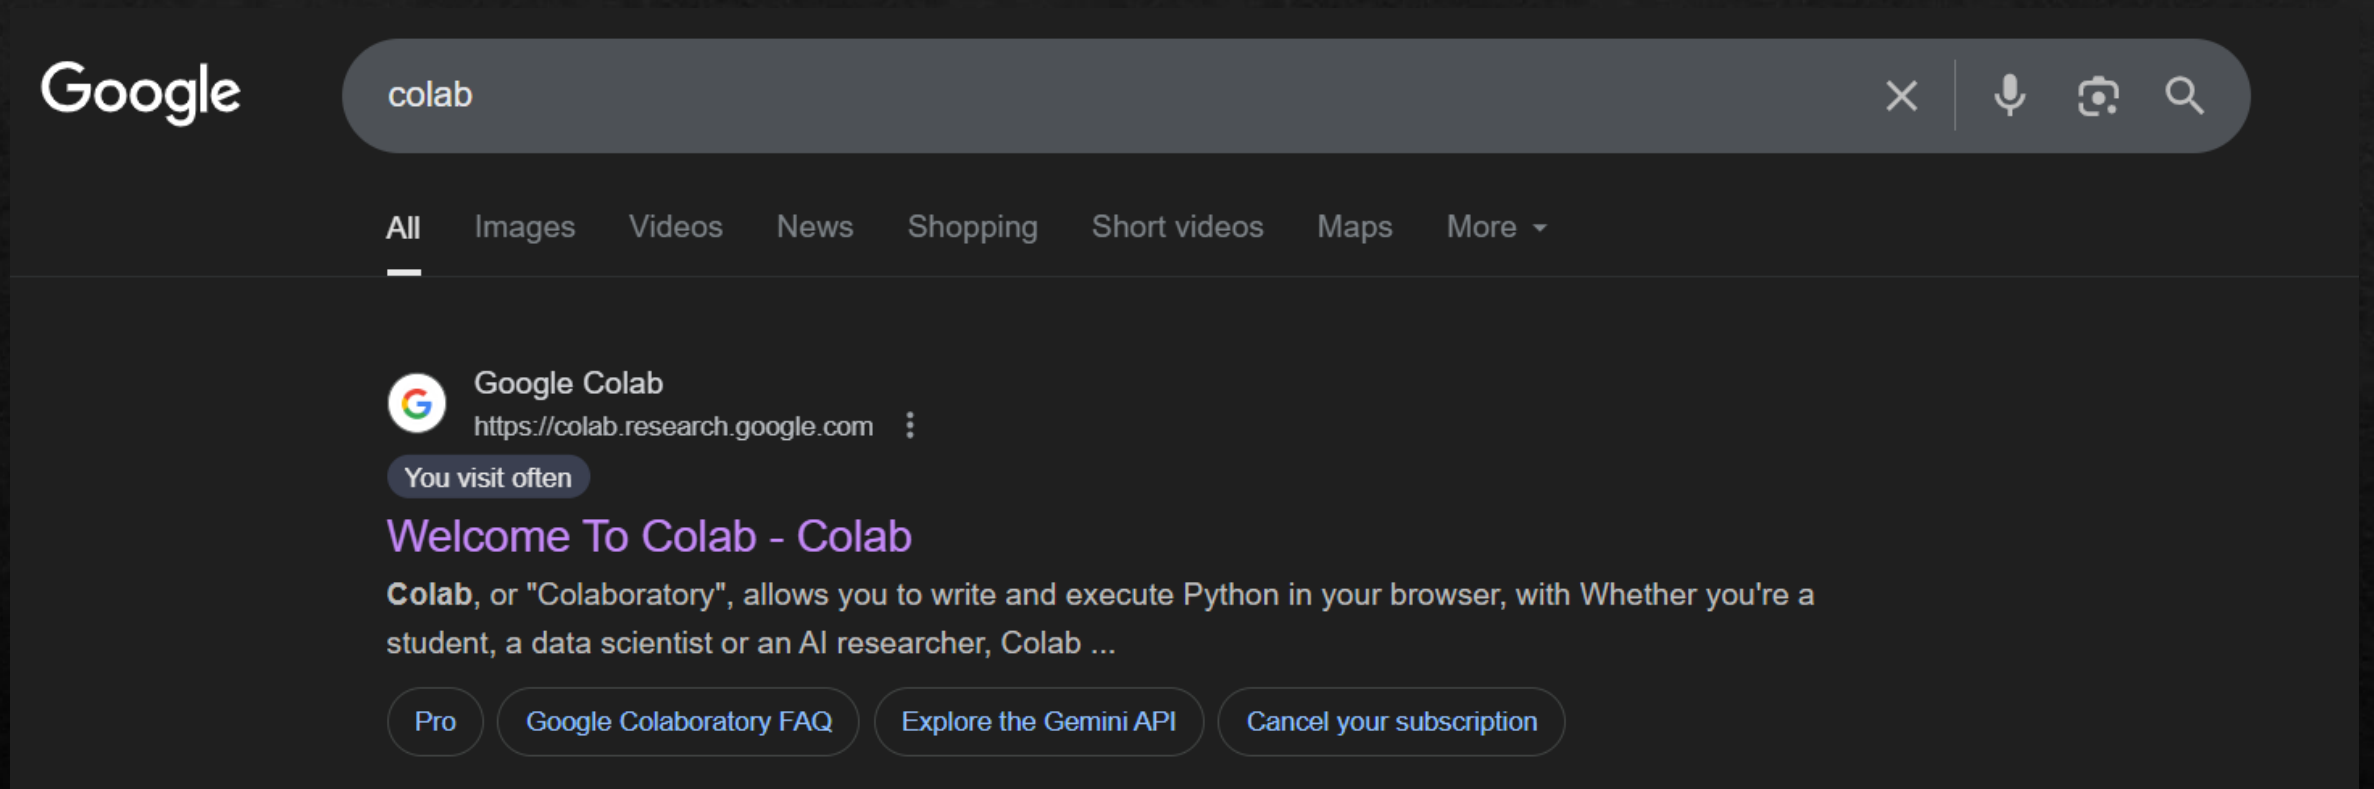 Google
colab
All Images Videos News Shopping Short videos Maps More
Google Colab
https://colab.research.google.com
You visit often
Welcome To Colab - Colab
Colab, or "Colaboratory", allows you to write and execute Python in your browser, with Whether you're a
student, a data scientist or an AI researcher, Colab ...
Pro Google Colaboratory FAQ Explore the Gemini API Cancel your subscription